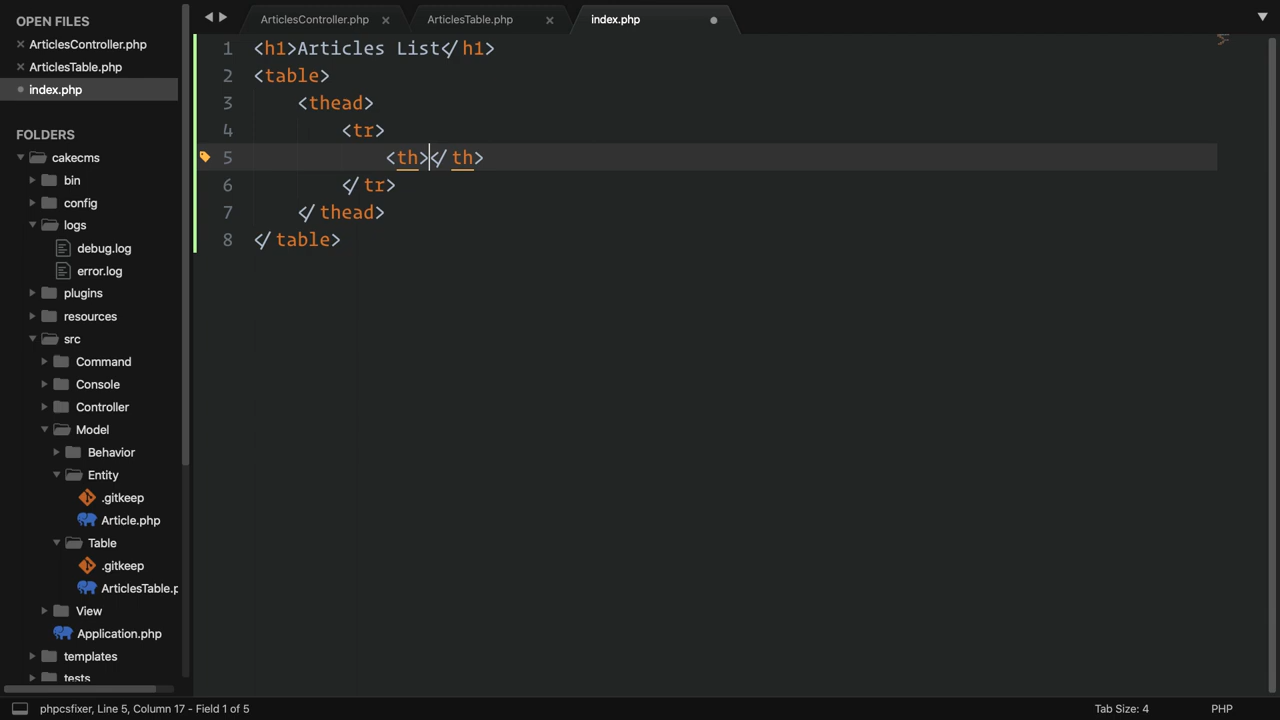 OPEN FILES
ArticlesController.php
ArticlesTable.php
index.php
FOLDERS
cakecms
bin
config
logs
debug.log
error.log
plugins
resources
src
Command
Console
Controller
Model
Behavior
Entity
.gitkeep
Article.php
Table
.gitkeep
ArticlesTable.p
View
Application.php
templates
tests
ArticlesController.php
ArticlesTable.php
index.php
1 <h1>Articles List</h1>
2 <table>
3 <thead>
4 <tr>
5 <th></th>
6 </tr>
7 </thead>
8 </table>
phpcsfixer, Line 5, Column 17 - Field 1 of 5
Tab Size: 4
PHP